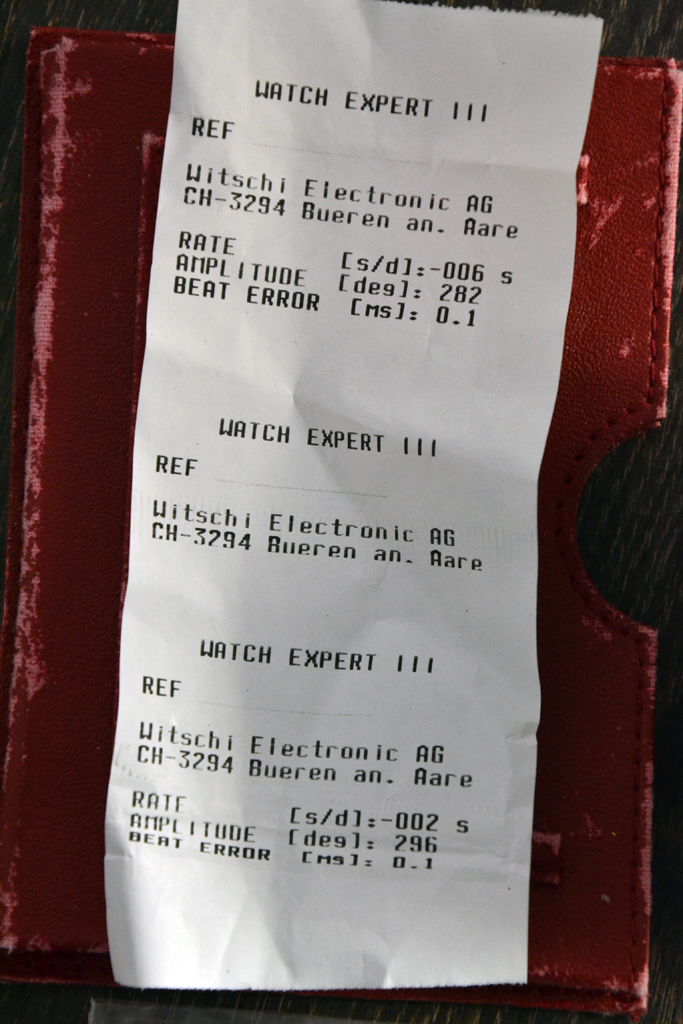 WATCH EXPERT III
REF
Witschi Electronic AG
CH-3294 Bueren an. Aare
RATE [s/d]:-006 s
AMPLITUDE [deg]: 282
BEAT ERROR [ms]: 0.1
WATCH EXPERT III
REF
Witschi Electronic AG
CH-3294 Bueren an. Aare
WATCH EXPERT III
REF
Witschi Electronic AG
CH-3294 Bueren an. Aare
RATE [s/d]:-002 s
AMPLITUDE [deg]: 296
BEAT ERROR [ms]: 0.1